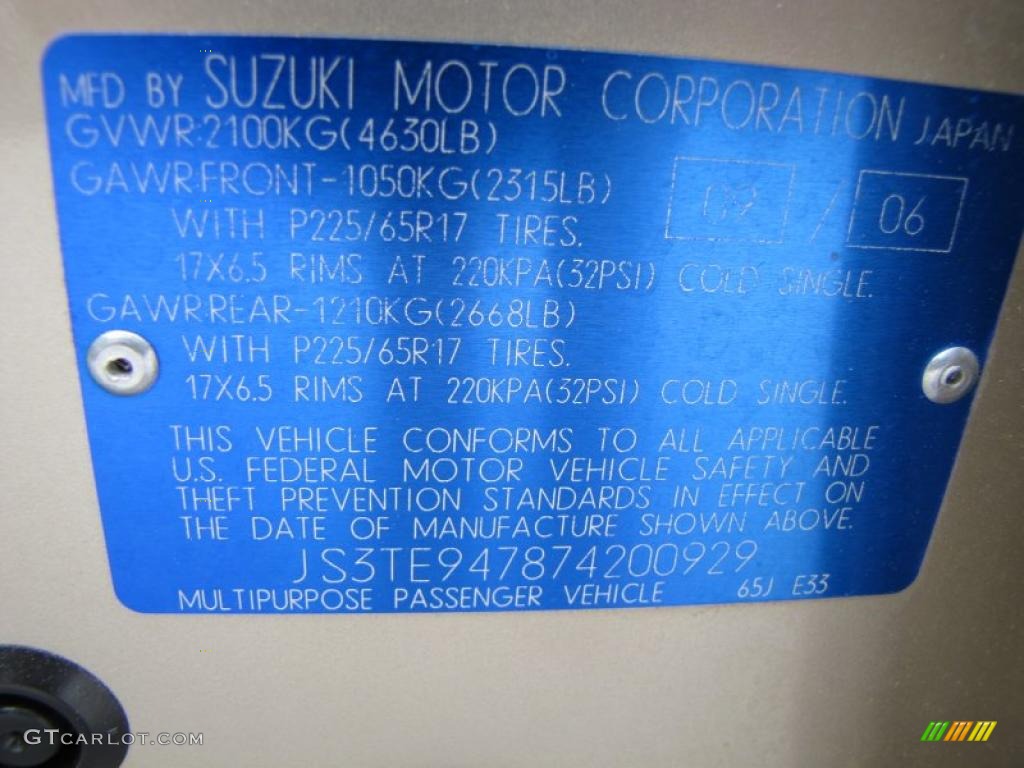 MFD BY SUZUKI MOTOR CORPORATION JAPAN
GVWR:2100KG(4630LB)
GAWR:FRONT-1050KG(2315LB)
09 / 06
WITH P225/65R17 TIRES.
17X6.5 RIMS AT 220KPA(32PSI) COLD SINGLE.
GAWR:REAR-1210KG(2668LB)
WITH P225/65R17 TIRES.
17X6.5 RIMS AT 220KPA(32PSI) COLD SINGLE.
THIS VEHICLE CONFORMS TO ALL APPLICABLE
U.S. FEDERAL MOTOR VEHICLE SAFETY AND
THEFT PREVENTION STANDARDS IN EFFECT ON
THE DATE OF MANUFACTURE SHOWN ABOVE.
JS3TE947874200929
MULTIPURPOSE PASSENGER VEHICLE 65J E33
GTCARLOT.COM